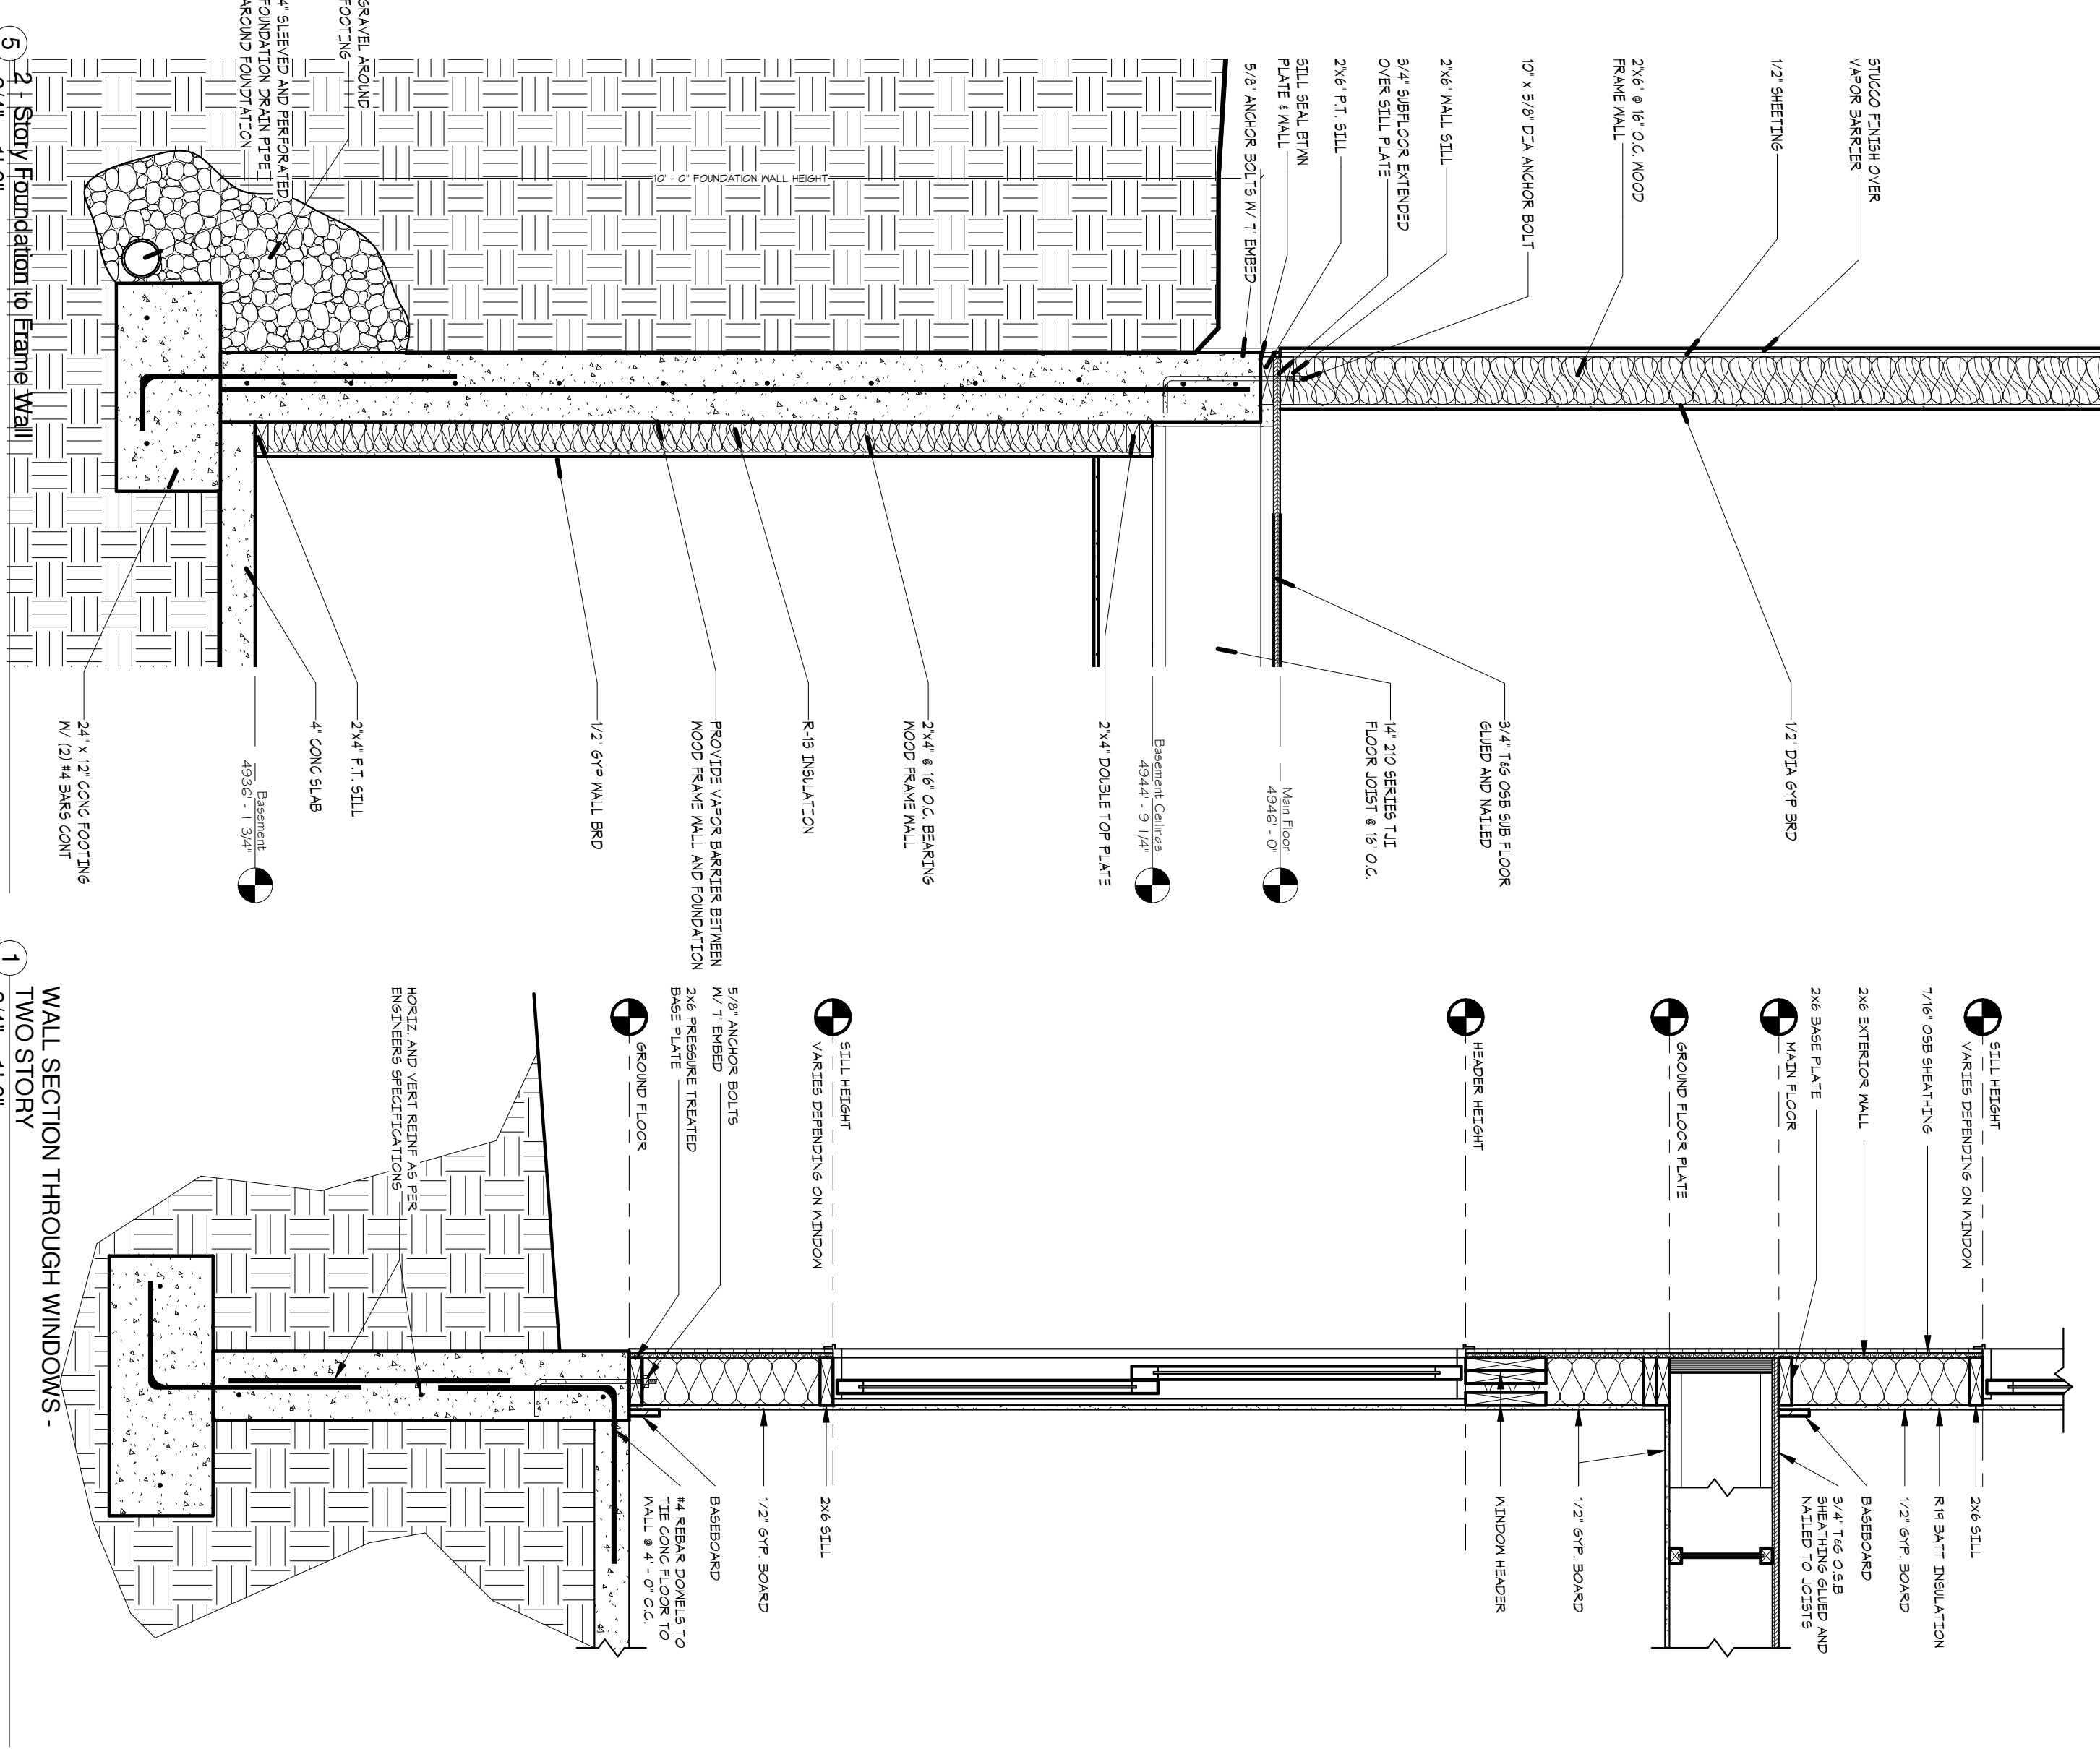 STUCCO FINISH OVER
VAPOR BARRIER
1/2" SHEETING
2"x6" @ 16" O.C. WOOD
FRAME WALL
10" x 5/8" DIA ANCHOR BOLT
2"x6" WALL SILL
3/4" SUBFLOOR EXTENDED
OVER SILL PLATE
2"x6" P.T. SILL
SILL SEAL BTWN
PLATE & WALL
5/8" ANCHOR BOLTS W/ 7" EMBED
10' - 0" FOUNDATION WALL HEIGHT
GRAVEL AROUND
FOOTING
4" SLEEVED AND PERFORATED
FOUNDATION DRAIN PIPE
AROUND FOUNDTATION
1/2" DIA GYP BRD
3/4" T&G OSB SUB FLOOR
GLUED AND NAILED
14" 210 SERIES TJI
FLOOR JOIST @ 16" O.C.
Main Floor
4946' - 0"
Basement Ceilings
4944' - 9 1/4"
2"x4" DOUBLE TOP PLATE
2"x4" @ 16" O.C. BEARING
WOOD FRAME WALL
R-13 INSULATION
PROVIDE VAPOR BARRIER BETWEEN
WOOD FRAME WALL AND FOUNDATION
1/2" GYP WALL BRD
2"x4" P.T. SILL
4" CONC SLAB
Basement
4936' - 1 3/4"
24" x 12" CONC FOOTING
W/ (2) #4 BARS CONT
5
2 - Story Foundation to Frame Wall
SILL HEIGHT
VARIES DEPENDING ON WINDOW
7/16" OSB SHEATHING
2x6 EXTERIOR WALL
2x6 BASE PLATE
MAIN FLOOR
GROUND FLOOR PLATE
HEADER HEIGHT
SILL HEIGHT
VARIES DEPENDING ON WINDOW
5/8" ANCHOR BOLTS
W/ 7" EMBED
2x6 PRESSURE TREATED
BASE PLATE
GROUND FLOOR
HORIZ. AND VERT REINF AS PER
ENGINEERS SPECIFICATIONS
2x6 SILL
R19 BATT INSULATION
1/2" GYP. BOARD
BASEBOARD
3/4" T&G O.S.B
SHEATHING GLUED AND
NAILED TO JOISTS
1/2" GYP. BOARD
WINDOW HEADER
2x6 SILL
1/2" GYP. BOARD
BASEBOARD
#4 REBAR DOWELS TO
TIE CONC FLOOR TO
WALL @ 4' - 0" O.C.
1
WALL SECTION THROUGH WINDOWS -
TWO STORY